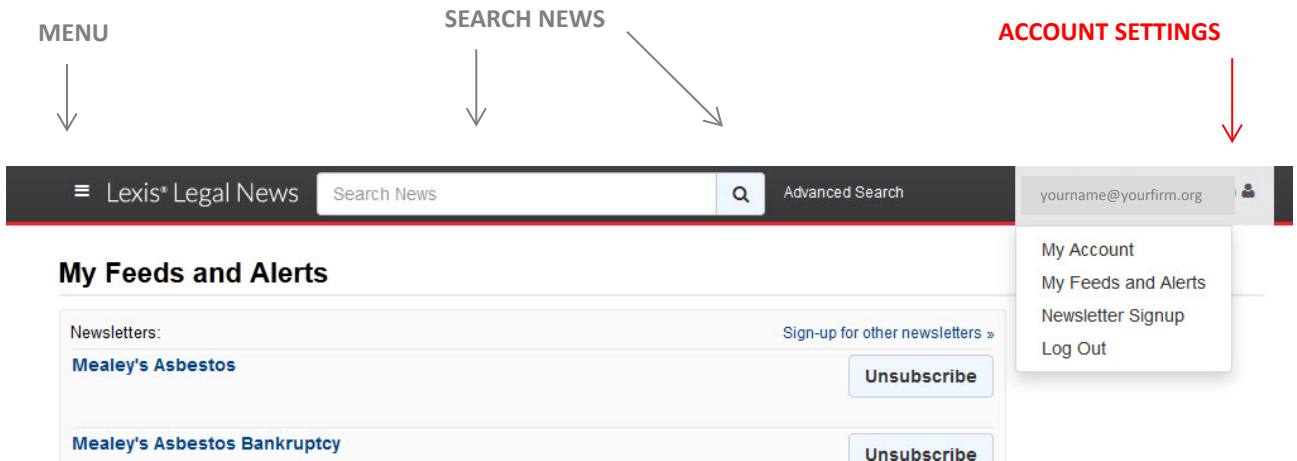 SEARCH NEWS
MENU
ACCOUNT SETTINGS
≡ Lexis® Legal News Search News Advanced Search yourname@yourfirm.org
My Account
My Feeds and Alerts
Newsletter Signup
Log Out
My Feeds and Alerts
Newsletters: Sign-up for other newsletters »
Mealey's Asbestos Unsubscribe
Mealey's Asbestos Bankruptcy Unsubscribe